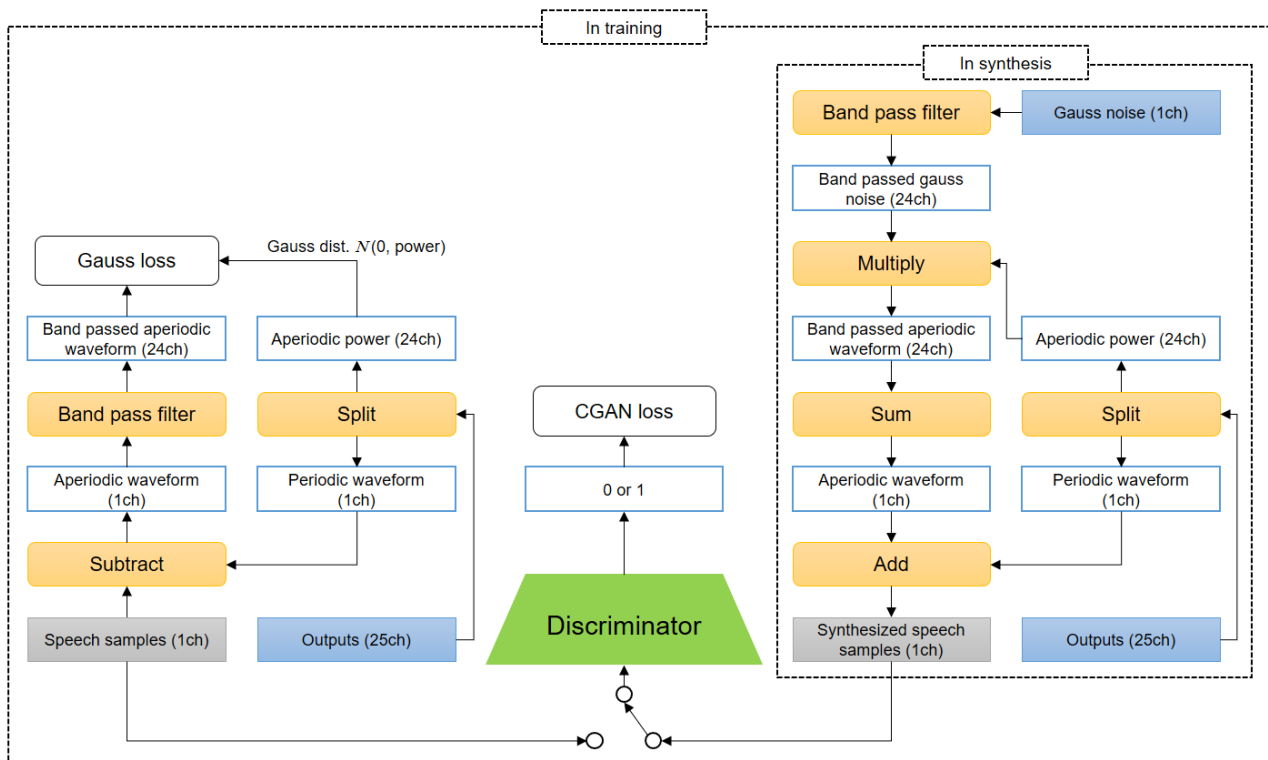 In training
In synthesis
Band pass filter
Gauss noise (1ch)
Band passed gauss
noise (24ch)
Gauss dist. N(0, power)
Gauss loss
Multiply
Band passed aperiodic
waveform (24ch)
Aperiodic power (24ch)
Band passed aperiodic
waveform (24ch)
Aperiodic power (24ch)
Band pass filter
Split
CGAN loss
Sum
Split
Aperiodic waveform
(1ch)
Periodic waveform
(1ch)
0 or 1
Aperiodic waveform
(1ch)
Periodic waveform
(1ch)
Subtract
Add
Discriminator
Speech samples (1ch)
Outputs (25ch)
Synthesized speech
samples (1ch)
Outputs (25ch)